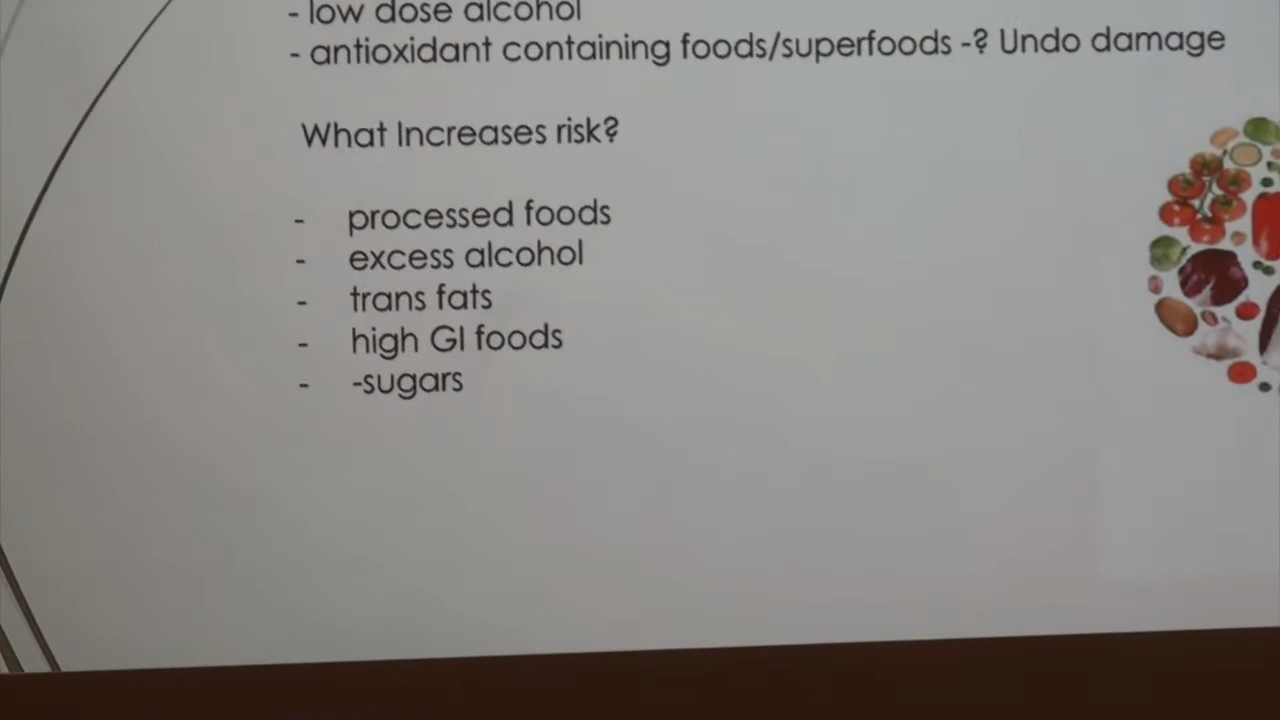 - low dose alcohol
- antioxidant containing foods/superfoods -? Undo damage
What Increases risk?
- processed foods
- excess alcohol
- trans fats
- high GI foods
- -sugars